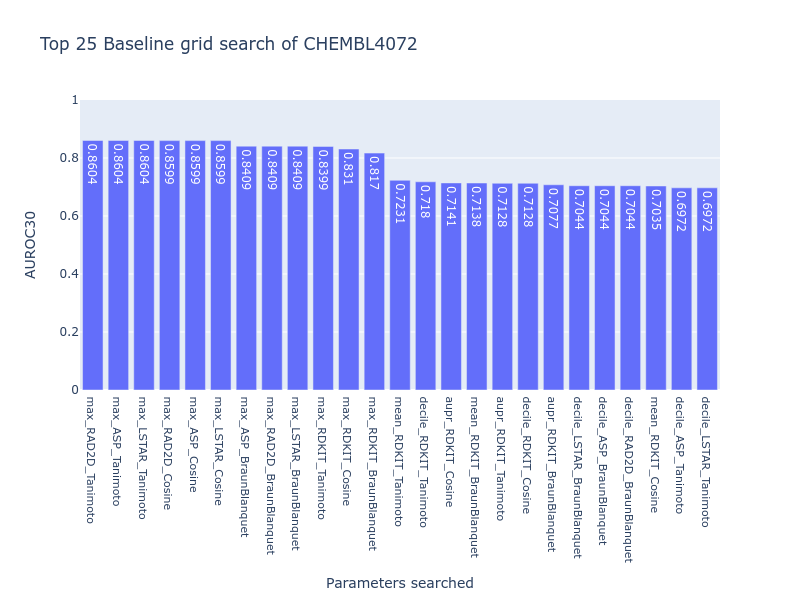 Top 25 Baseline grid search of CHEMBL4072
AUROC30
1
0.8
0.6
0.4
0.2
0
0.8604
0.8604
0.8604
0.8599
0.8599
0.8599
0.8409
0.8409
0.8409
0.8399
0.831
0.817
0.7231
0.718
0.7141
0.7138
0.7128
0.7128
0.7077
0.7044
0.7044
0.7044
0.7035
0.6972
0.6972
max_RAD2D_Tanimoto
max_ASP_Tanimoto
max_LSTAR_Tanimoto
max_RAD2D_Cosine
max_ASP_Cosine
max_LSTAR_Cosine
max_ASP_BraunBlanquet
max_RAD2D_BraunBlanquet
max_LSTAR_BraunBlanquet
max_RDKIT_Tanimoto
max_RDKIT_Cosine
max_RDKIT_BraunBlanquet
mean_RDKIT_Tanimoto
decile_RDKIT_Tanimoto
aupr_RDKIT_Cosine
mean_RDKIT_BraunBlanquet
aupr_RDKIT_Tanimoto
decile_RDKIT_Cosine
aupr_RDKIT_BraunBlanquet
decile_LSTAR_BraunBlanquet
decile_ASP_BraunBlanquet
decile_RAD2D_BraunBlanquet
mean_RDKIT_Cosine
decile_ASP_Tanimoto
decile_LSTAR_Tanimoto
Parameters searched